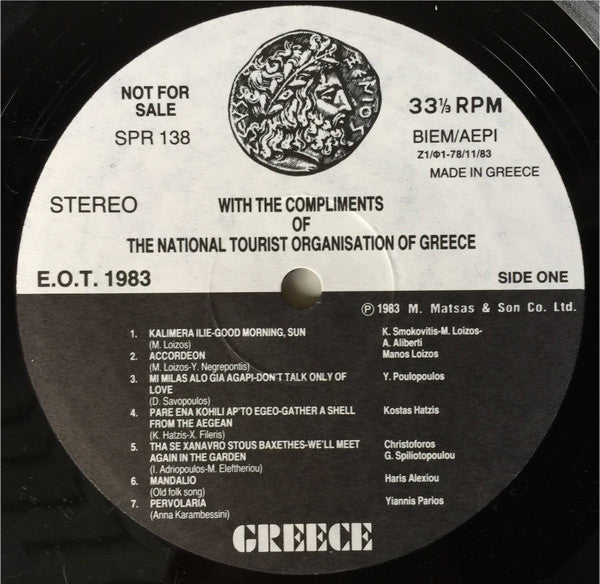 NOT FOR
SALE
SPR 138
33⅓ RPM
BIEM/AEPI
Z1/Φ1-78/11/83
MADE IN GREECE
STEREO
WITH THE COMPLIMENTS
OF
THE NATIONAL TOURIST ORGANISATION OF GREECE
E.O.T. 1983
SIDE ONE
Ⓟ 1983 M. Matsas & Son Co. Ltd.
1. KALIMERA ILIE-GOOD MORNING, SUN K. Smokovitis-M. Loizos-
(M. Loizos) A. Aliberti
2. ACCORDEON Manos Loizos
(M. Loizos-Y. Negrepontis)
3. MI MILAS ALO GIA AGAPI-DON'T TALK ONLY OF Y. Poulopoulos
LOVE
(D. Savopoulos)
4. PARE ENA KOHILI AP'TO EGEO-GATHER A SHELL Kostas Hatzis
FROM THE AEGEAN
(K. Hatzis-X. Fileris)
5. THA SE XANAVRO STOUS BAXETHES-WE'LL MEET Christoforos
AGAIN IN THE GARDEN G. Spiliotopoulou
(I. Adriopoulos-M. Eleftheriou)
6. MANDALIO Haris Alexiou
(Old folk song)
7. PERVOLARIA Yiannis Parios
(Anna Karambessini)
GREECE